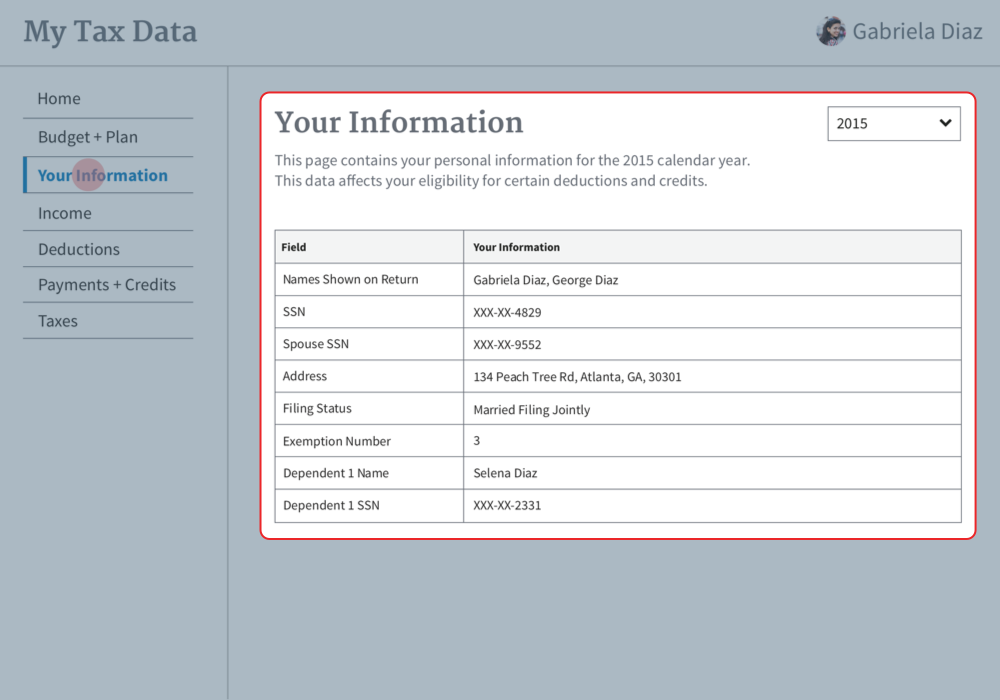 My Tax Data
Gabriela Diaz
Home
Budget + Plan
Your Information
Income
Deductions
Payments + Credits
Taxes
Your Information
2015
This page contains your personal information for the 2015 calendar year.
This data affects your eligibility for certain deductions and credits.
Field Your Information
Names Shown on Return Gabriela Diaz, George Diaz
SSN XXX-XX-4829
Spouse SSN XXX-XX-9552
Address 134 Peach Tree Rd, Atlanta, GA, 30301
Filing Status Married Filing Jointly
Exemption Number 3
Dependent 1 Name Selena Diaz
Dependent 1 SSN XXX-XX-2331